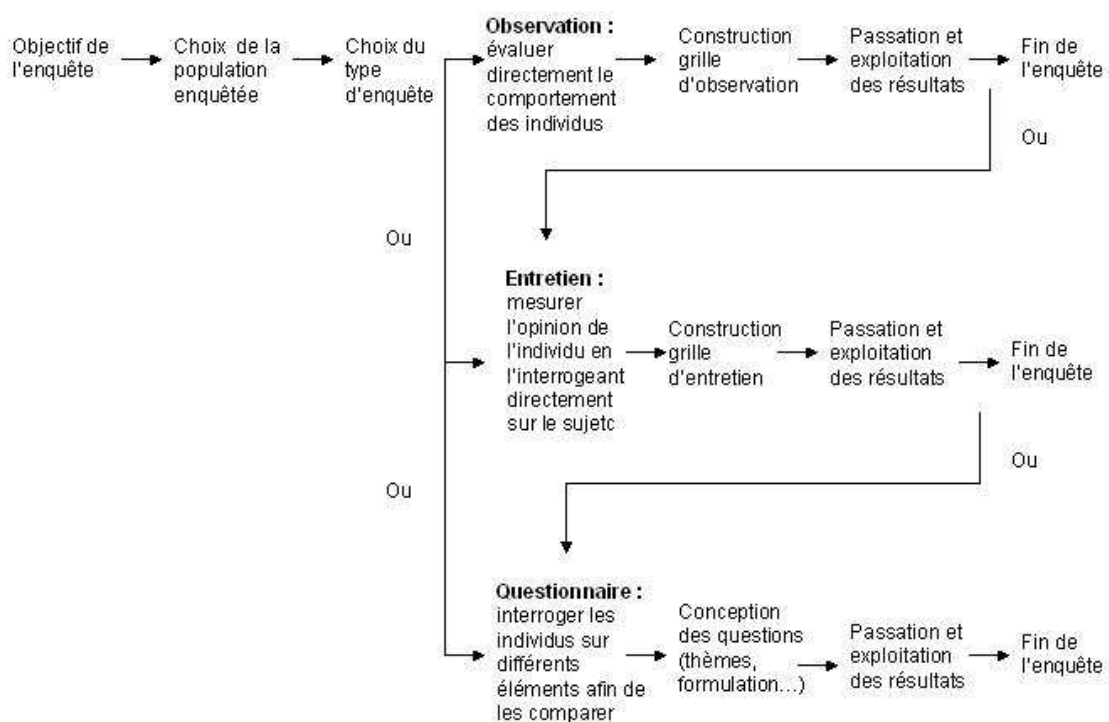 Objectif de
l'enquête
Choix de la
population
enquêtée
Choix du
type
d'enquête
Observation :
évaluer
directement le
comportement
des individus
Construction
grille
d'observation
Passation et
exploitation
des résultats
Fin de
l'enquête
Ou
Ou
Entretien :
mesurer
l'opinion de
l'individu en
l'interrogeant
directement
sur le sujetc
Construction
grille
d'entretien
Passation et
exploitation
des résultats
Fin de
l'enquête
Ou
Ou
Questionnaire :
interroger les
individus sur
différents
éléments afin de
les comparer
Conception
des questions
(thèmes,
formulation…)
Passation et
exploitation
des résultats
Fin de
l'enquête